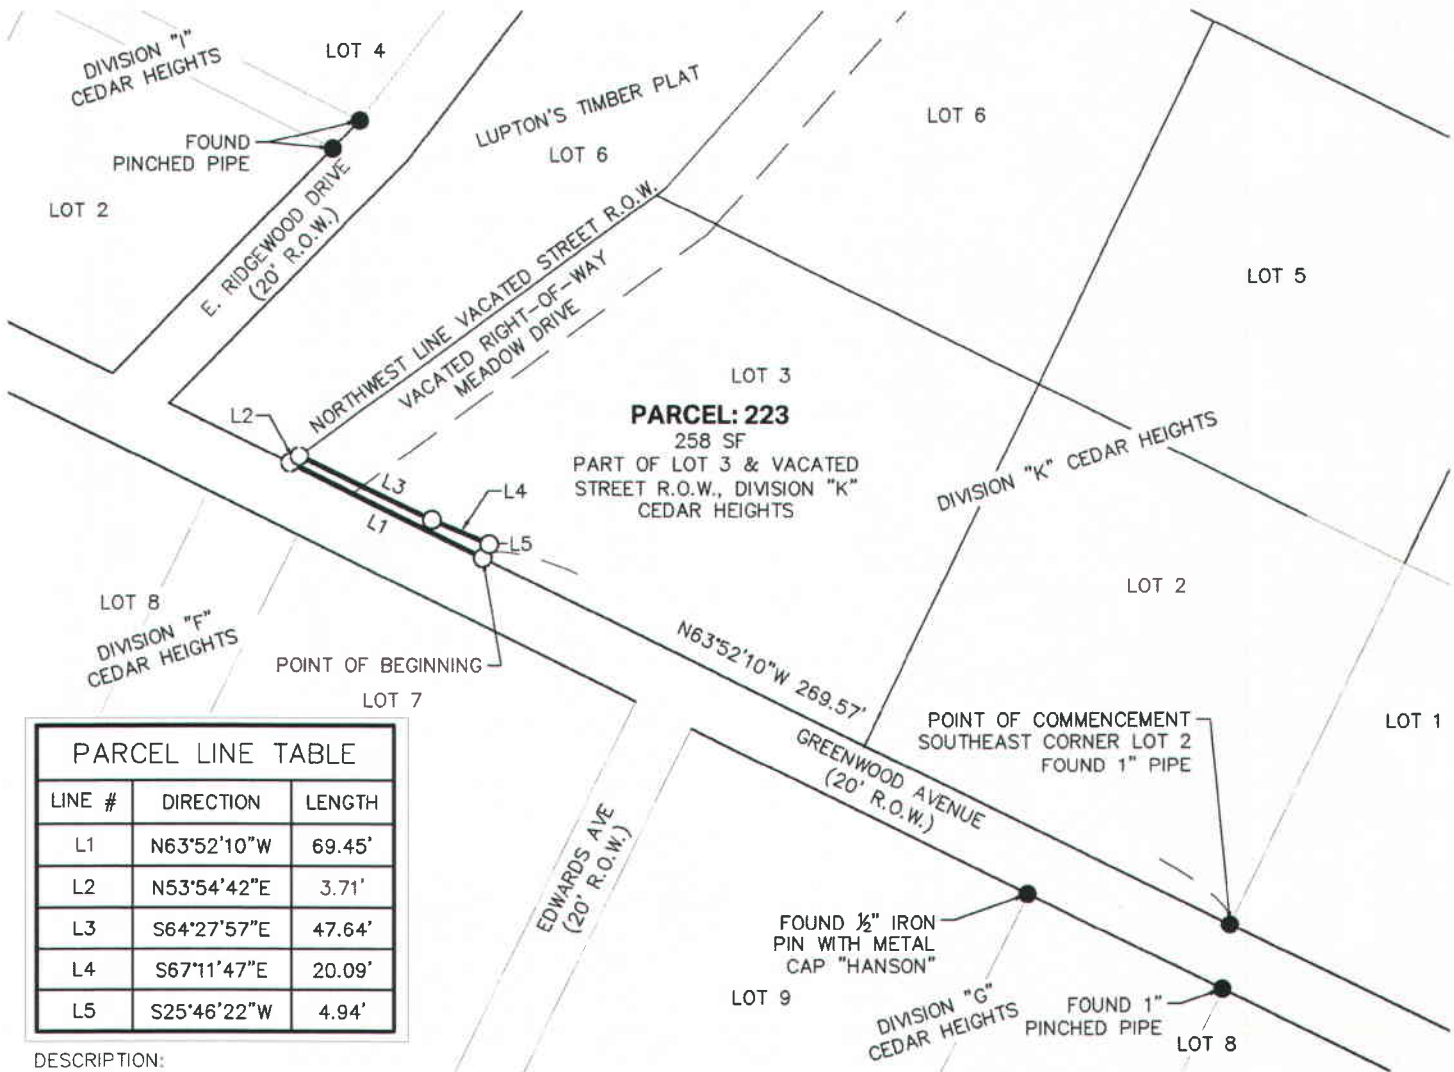 DIVISION "I"
CEDAR HEIGHTS
LOT 4
FOUND
PINCHED PIPE
LOT 2
E. RIDGEWOOD DRIVE
(20' R.O.W.)
LUPTON'S TIMBER PLAT
LOT 6
LOT 6
NORTHWEST LINE VACATED STREET R.O.W.
VACATED RIGHT-OF-WAY
MEADOW DRIVE
LOT 5
LOT 3
PARCEL: 223
258 SF
PART OF LOT 3 & VACATED
STREET R.O.W., DIVISION "K"
CEDAR HEIGHTS
DIVISION "K" CEDAR HEIGHTS
L2
L3
L4
L1
L5
LOT 8
DIVISION "F"
CEDAR HEIGHTS
POINT OF BEGINNING
LOT 7
LOT 2
N63°52'10"W 269.57'
POINT OF COMMENCEMENT
SOUTHEAST CORNER LOT 2
FOUND 1" PIPE
LOT 1
GREENWOOD AVENUE
(20' R.O.W.)
EDWARDS AVE
(20' R.O.W.)
FOUND ½" IRON
PIN WITH METAL
CAP "HANSON"
LOT 9
DIVISION "G"
CEDAR HEIGHTS
FOUND 1"
PINCHED PIPE
LOT 8
PARCEL LINE TABLE
LINE # DIRECTION LENGTH
L1 N63°52'10"W 69.45'
L2 N53°54'42"E 3.71'
L3 S64°27'57"E 47.64'
L4 S67°11'47"E 20.09'
L5 S25°46'22"W 4.94'
DESCRIPTION: